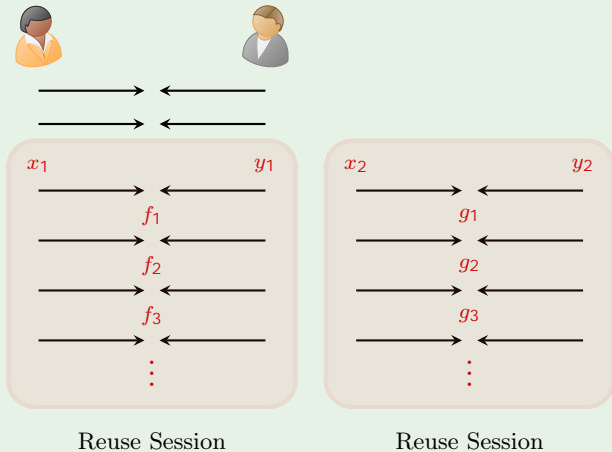 x₁ y₁ x₂ y₂
f₁ g₁
f₂ g₂
f₃ g₃
⋮ ⋮
Reuse Session Reuse Session